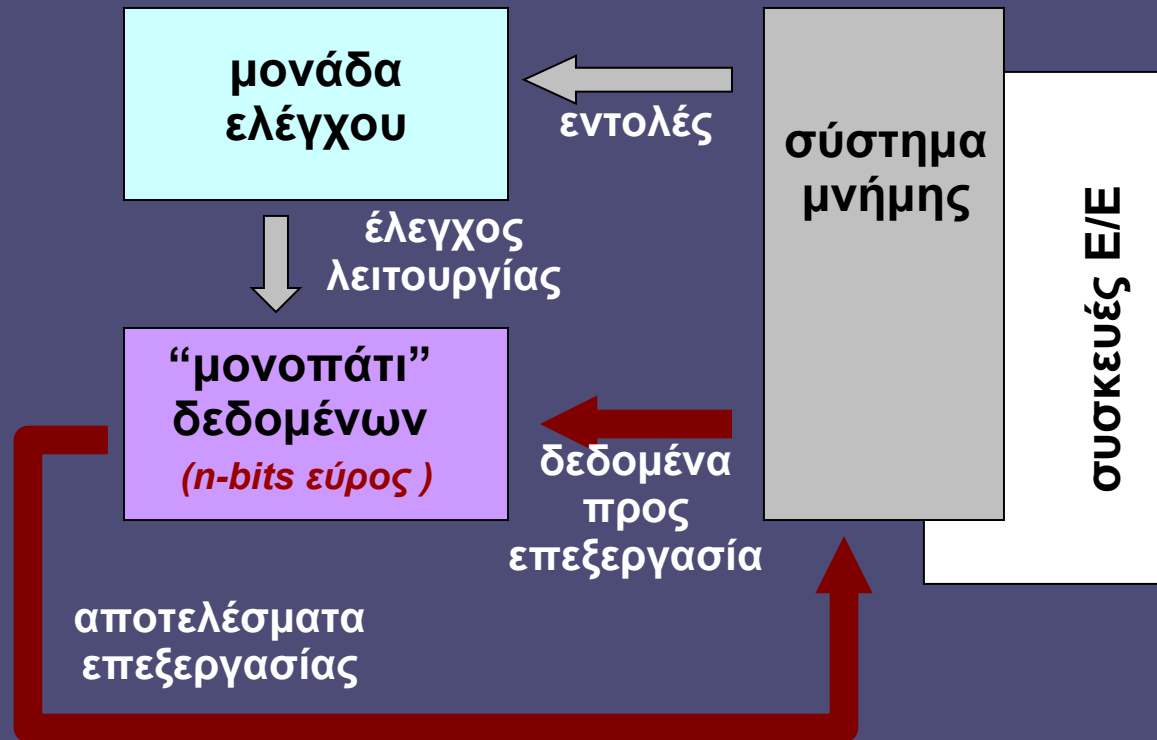 μονάδα
ελέγχου
εντολές
σύστημα
μνήμης
συσκευές Ε/Ε
έλεγχος
λειτουργίας
“μονοπάτι”
δεδομένων
(n-bits εύρος )
δεδομένα
προς
επεξεργασία
αποτελέσματα
επεξεργασίας